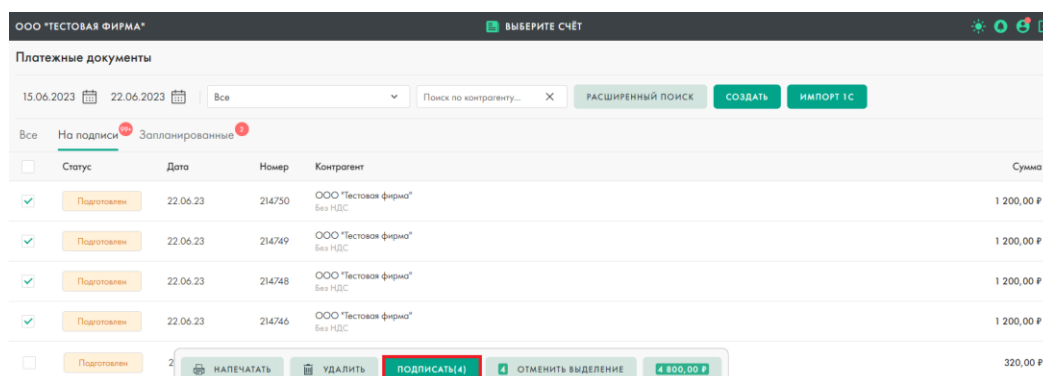 ООО "ТЕСТОВАЯ ФИРМА" ВЫБЕРИТЕ СЧЁТ
Платежные документы
15.06.2023 22.06.2023 Все Поиск по контрагенту... РАСШИРЕННЫЙ ПОИСК СОЗДАТЬ ИМПОРТ 1С
Все На подписи 99+ Запланированные 2
Статус Дата Номер Контрагент Сумма
Подготовлен 22.06.23 214750 ООО "Тестовая фирма" 1 200,00 ₽
Без НДС
Подготовлен 22.06.23 214749 ООО "Тестовая фирма" 1 200,00 ₽
Без НДС
Подготовлен 22.06.23 214748 ООО "Тестовая фирма" 1 200,00 ₽
Без НДС
Подготовлен 22.06.23 214746 ООО "Тестовая фирма" 1 200,00 ₽
Без НДС
Подготовлен 2 320,00 ₽
НАПЕЧАТАТЬ УДАЛИТЬ ПОДПИСАТЬ(4) 4 ОТМЕНИТЬ ВЫДЕЛЕНИЕ 4 800,00 ₽